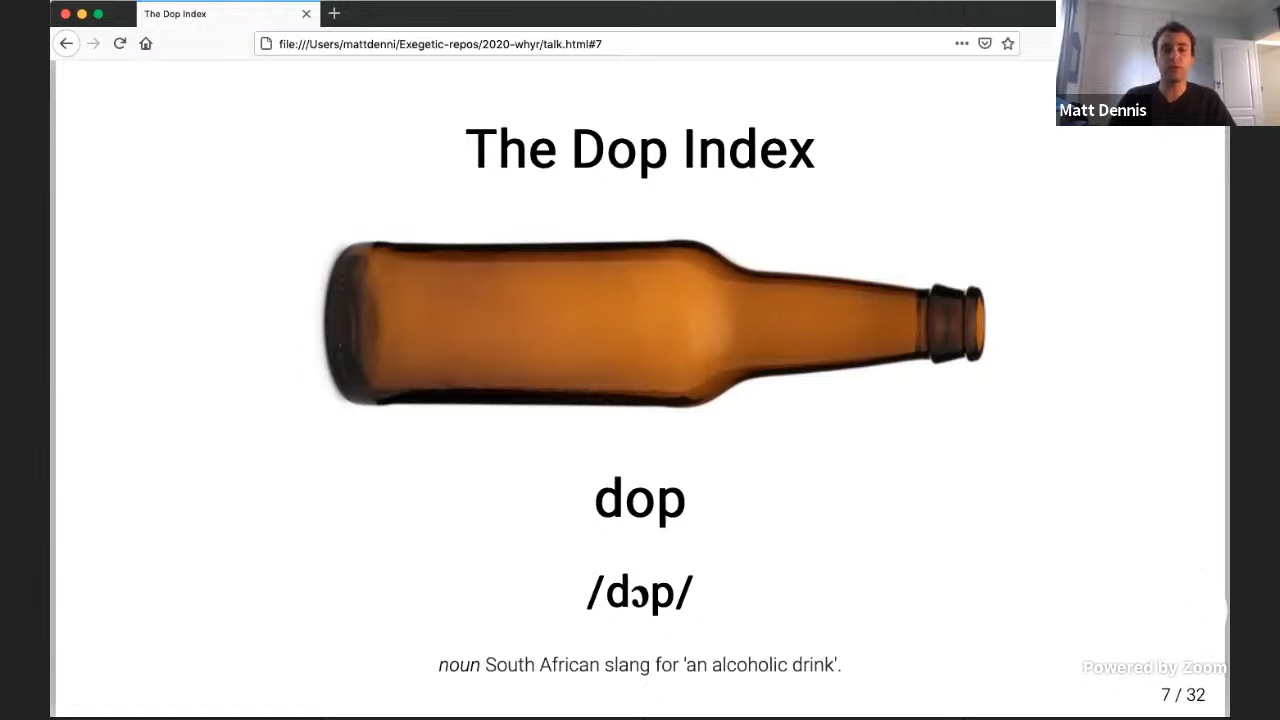 The Dop Index
file:///Users/mattdenni/Exegetic-repos/2020-whyr/talk.html#7
Matt Dennis
The Dop Index
dop
/dɔp/
noun South African slang for 'an alcoholic drink'.
Powered by Zoom
7 / 32